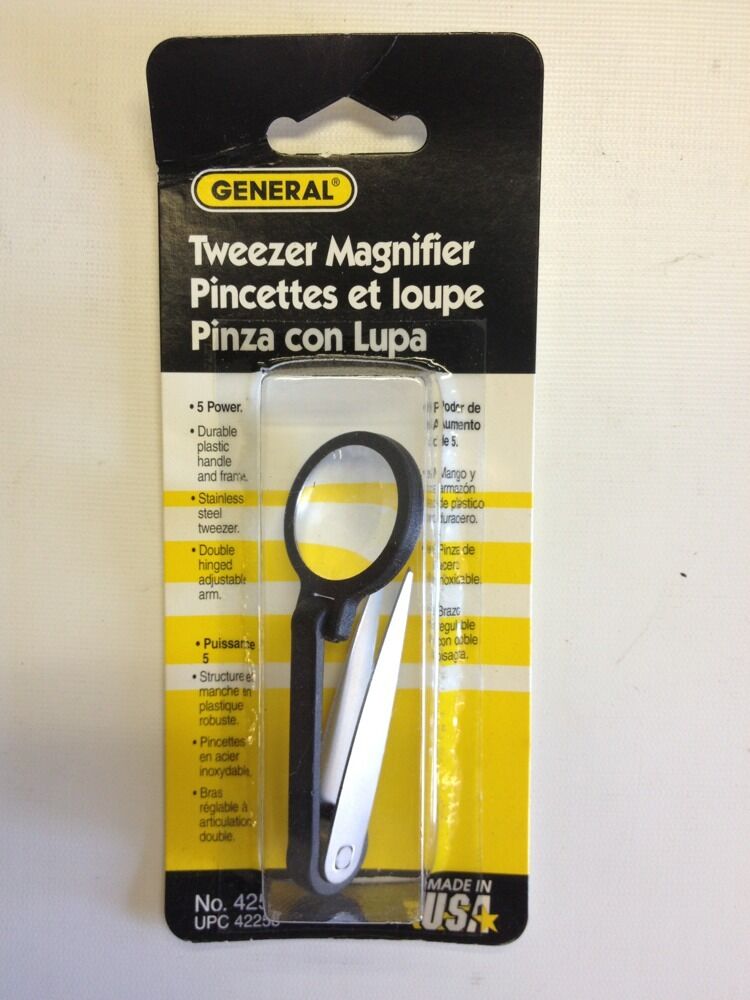 GENERAL®
Tweezer Magnifier
Pincettes et loupe
Pinza con Lupa
• 5 Power.
• Durable
plastic
handle
and frame.
• Stainless
steel
tweezer.
• Double
hinged
adjustable
arm.
• Puissance
5
• Structure et
manche en
plastique
robuste.
• Pincettes
en acier
inoxydable.
• Bras
réglable à
articulation
double.
Poder de
Aumento
de 5.
Mango y
armazón
de plástico
duradero.
Pinza de
acero
inoxidable.
Brazo
regulable
con doble
bisagra.
No. 425
UPC 42256
MADE IN
USA